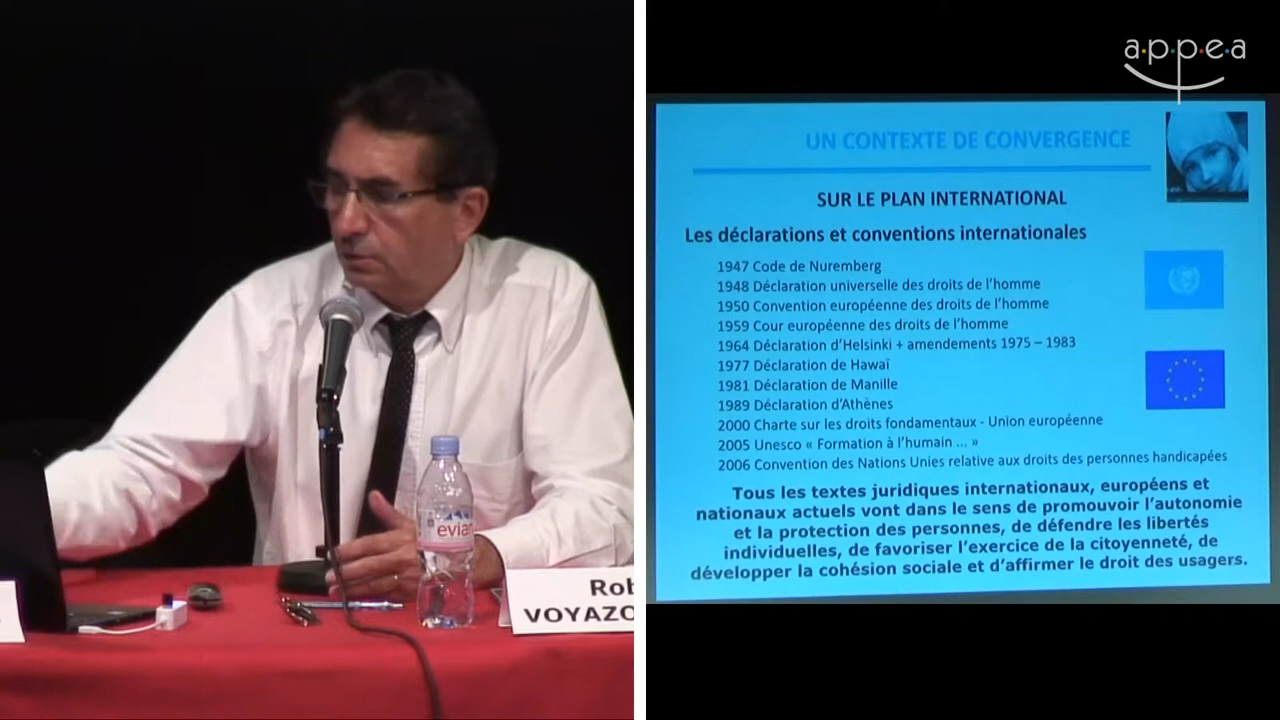 evian
Rob
VOYAZO
a.p.p.e.a
UN CONTEXTE DE CONVERGENCE
SUR LE PLAN INTERNATIONAL
Les déclarations et conventions internationales
1947 Code de Nuremberg
1948 Déclaration universelle des droits de l'homme
1950 Convention européenne des droits de l'homme
1959 Cour européenne des droits de l'homme
1964 Déclaration d'Helsinki + amendements 1975 – 1983
1977 Déclaration de Hawaï
1981 Déclaration de Manille
1989 Déclaration d'Athènes
2000 Charte sur les droits fondamentaux - Union européenne
2005 Unesco « Formation à l'humain ... »
2006 Convention des Nations Unies relative aux droits des personnes handicapées
Tous les textes juridiques internationaux, européens et
nationaux actuels vont dans le sens de promouvoir l'autonomie
et la protection des personnes, de défendre les libertés
individuelles, de favoriser l'exercice de la citoyenneté, de
développer la cohésion sociale et d'affirmer le droit des usagers.